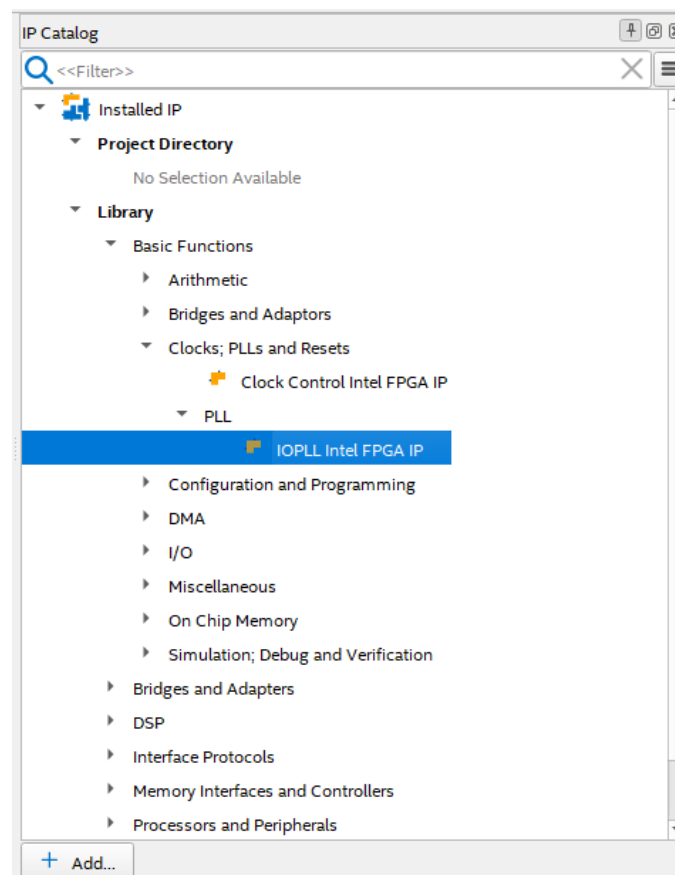 IP Catalog
<<Filter>>
Installed IP
Project Directory
No Selection Available
Library
Basic Functions
Arithmetic
Bridges and Adaptors
Clocks; PLLs and Resets
Clock Control Intel FPGA IP
PLL
IOPLL Intel FPGA IP
Configuration and Programming
DMA
I/O
Miscellaneous
On Chip Memory
Simulation; Debug and Verification
Bridges and Adapters
DSP
Interface Protocols
Memory Interfaces and Controllers
Processors and Peripherals
+ Add...